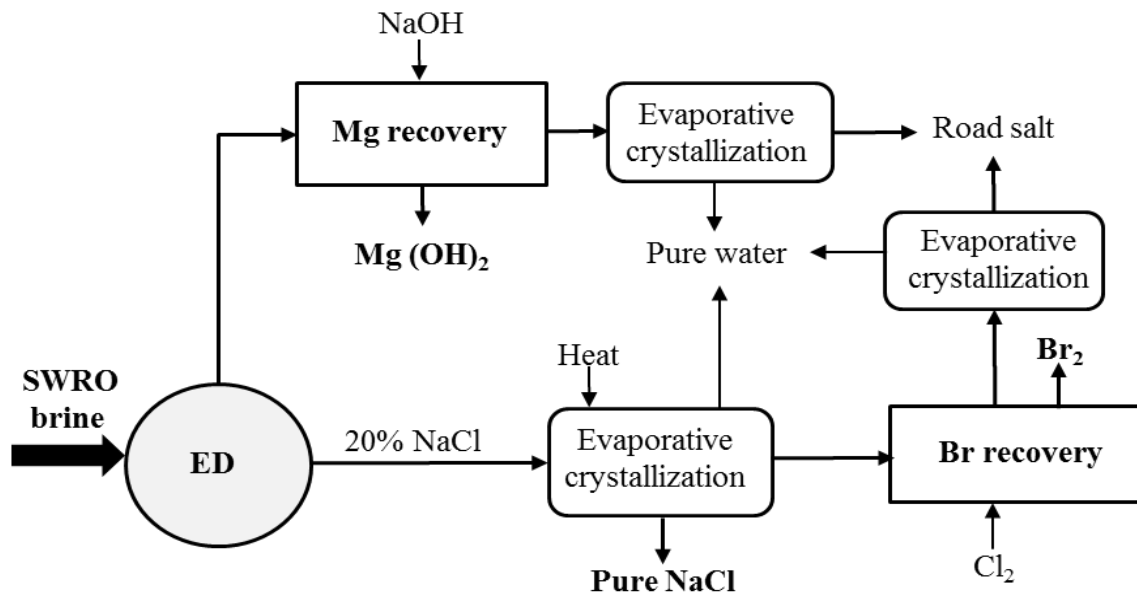 NaOH
Mg recovery
Evaporative
crystallization
Road salt
Mg (OH)₂
Pure water
Evaporative
crystallization
SWRO
brine
ED
20% NaCl
Heat
Evaporative
crystallization
Br₂
Br recovery
Pure NaCl
Cl₂